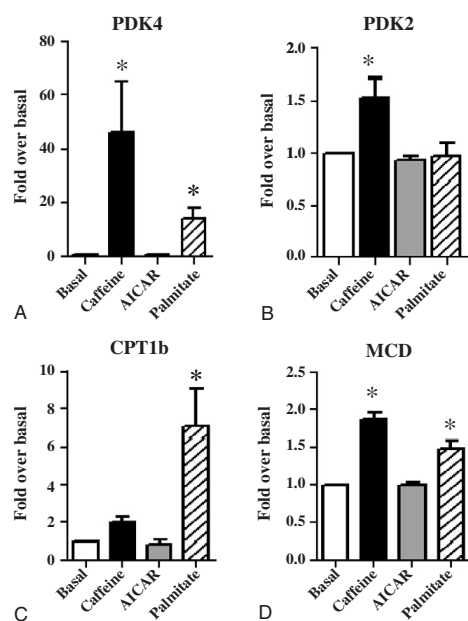 PDK4
Fold over basal
80
60
40
20
0
*
*
Basal
Caffeine
AICAR
Palmitate
A
PDK2
Fold over basal
2.0
1.5
1.0
0.5
0.0
*
Basal
Caffeine
AICAR
Palmitate
B
CPT1b
Fold over basal
10
8
6
4
2
0
*
Basal
Caffeine
AICAR
Palmitate
C
MCD
Fold over basal
2.5
2.0
1.5
1.0
0.5
0.0
*
*
Basal
Caffeine
AICAR
Palmitate
D